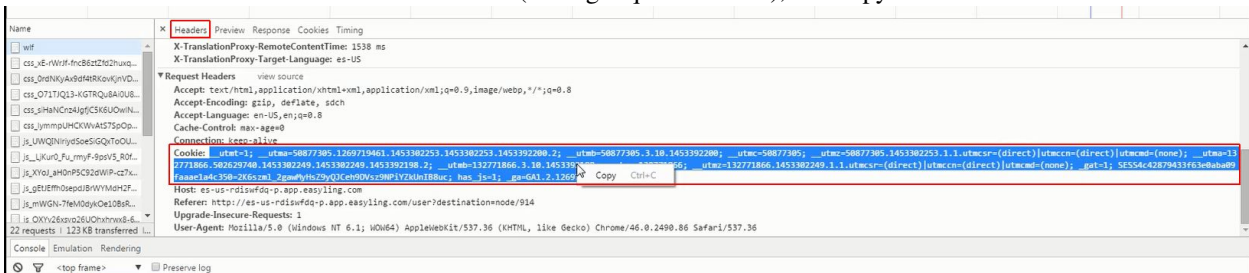 Name
× Headers Preview Response Cookies Timing
wlf
css_xE-rWrJf-fncB6ztZfd2huxq...
css_0rdNKyAx9df4tRKovKjnVD...
css_O71TJQ13-KGTRQu8Ai0U8...
css_siHaNCnz4JgfjC5K6UOwIN...
css_lymmpUHCKWvAtS7SpOp...
js_UWQINIriydSoeSiGQxToOU...
js__LjKur0_Fu_rmyF-9psV5_R0f...
js_XYoJ_aH0nP5C92dWiP-cz7x...
js_gEtUEffh0sepdJ8rWYMdH2F...
js_mWGN-7feM0dykOe10BsR...
js_OXYv26xsvp26UOhxhrwx8-6...
22 requests | 123 KB transferred | ...
X-TranslationProxy-RemoteContentTime: 1538 ms
X-TranslationProxy-Target-Language: es-US
▼Request Headers view source
Accept: text/html,application/xhtml+xml,application/xml;q=0.9,image/webp,*/*;q=0.8
Accept-Encoding: gzip, deflate, sdch
Accept-Language: en-US,en;q=0.8
Cache-Control: max-age=0
Connection: keep-alive
Cookie: __utmt=1; __utma=50877305.1269719461.1453302253.1453302253.1453392200.2; __utmb=50877305.3.10.1453392200; __utmc=50877305; __utmz=50877305.1453302253.1.1.utmcsr=(direct)|utmccn=(direct)|utmcmd=(none); __utma=13
2771866.502629740.1453302249.1453302249.1453392198.2; __utmb=132771866.3.10.1453392 66; __utmz=132771866.1453302249.1.1.utmcsr=(direct)|utmccn=(direct)|utmcmd=(none); _gat=1; SESS4c42879433f63e0aba09
faaae1a4c350=2K6szml_2gawMyHsZ9yQJCeh9DVsz9NPiYZkUnIB8uc; has_js=1; _ga=GA1.2.1269
Copy Ctrl+C
Host: es-us-rdiswfdq-p.app.easyling.com
Referer: http://es-us-rdiswfdq-p.app.easyling.com/user?destination=node/914
Upgrade-Insecure-Requests: 1
User-Agent: Mozilla/5.0 (Windows NT 6.1; WOW64) AppleWebKit/537.36 (KHTML, like Gecko) Chrome/46.0.2490.86 Safari/537.36
Console Emulation Rendering
<top frame> ▼ Preserve log